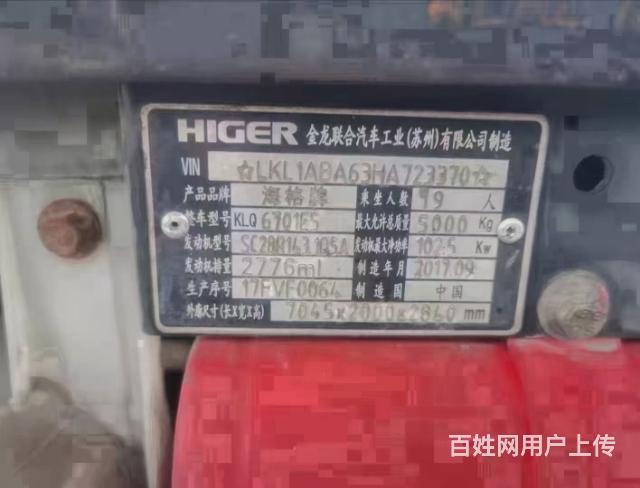 HIGER 金龙联合汽车工业(苏州)有限公司制造
VIN ☆LKL1ABA63HA723370☆
产品品牌 海格牌 乘坐人数 19 人
整车型号 KLQ6701E5 最大允许总质量 5000 Kg
发动机型号 发动机最大净功率 102.5 Kw
发动机排量 2776ml 制造年月 2017.09
生产序号 17RVF0064 制造国 中国
外廓尺寸(长X宽X高) 7045x2000x2840 mm
百姓网用户上传